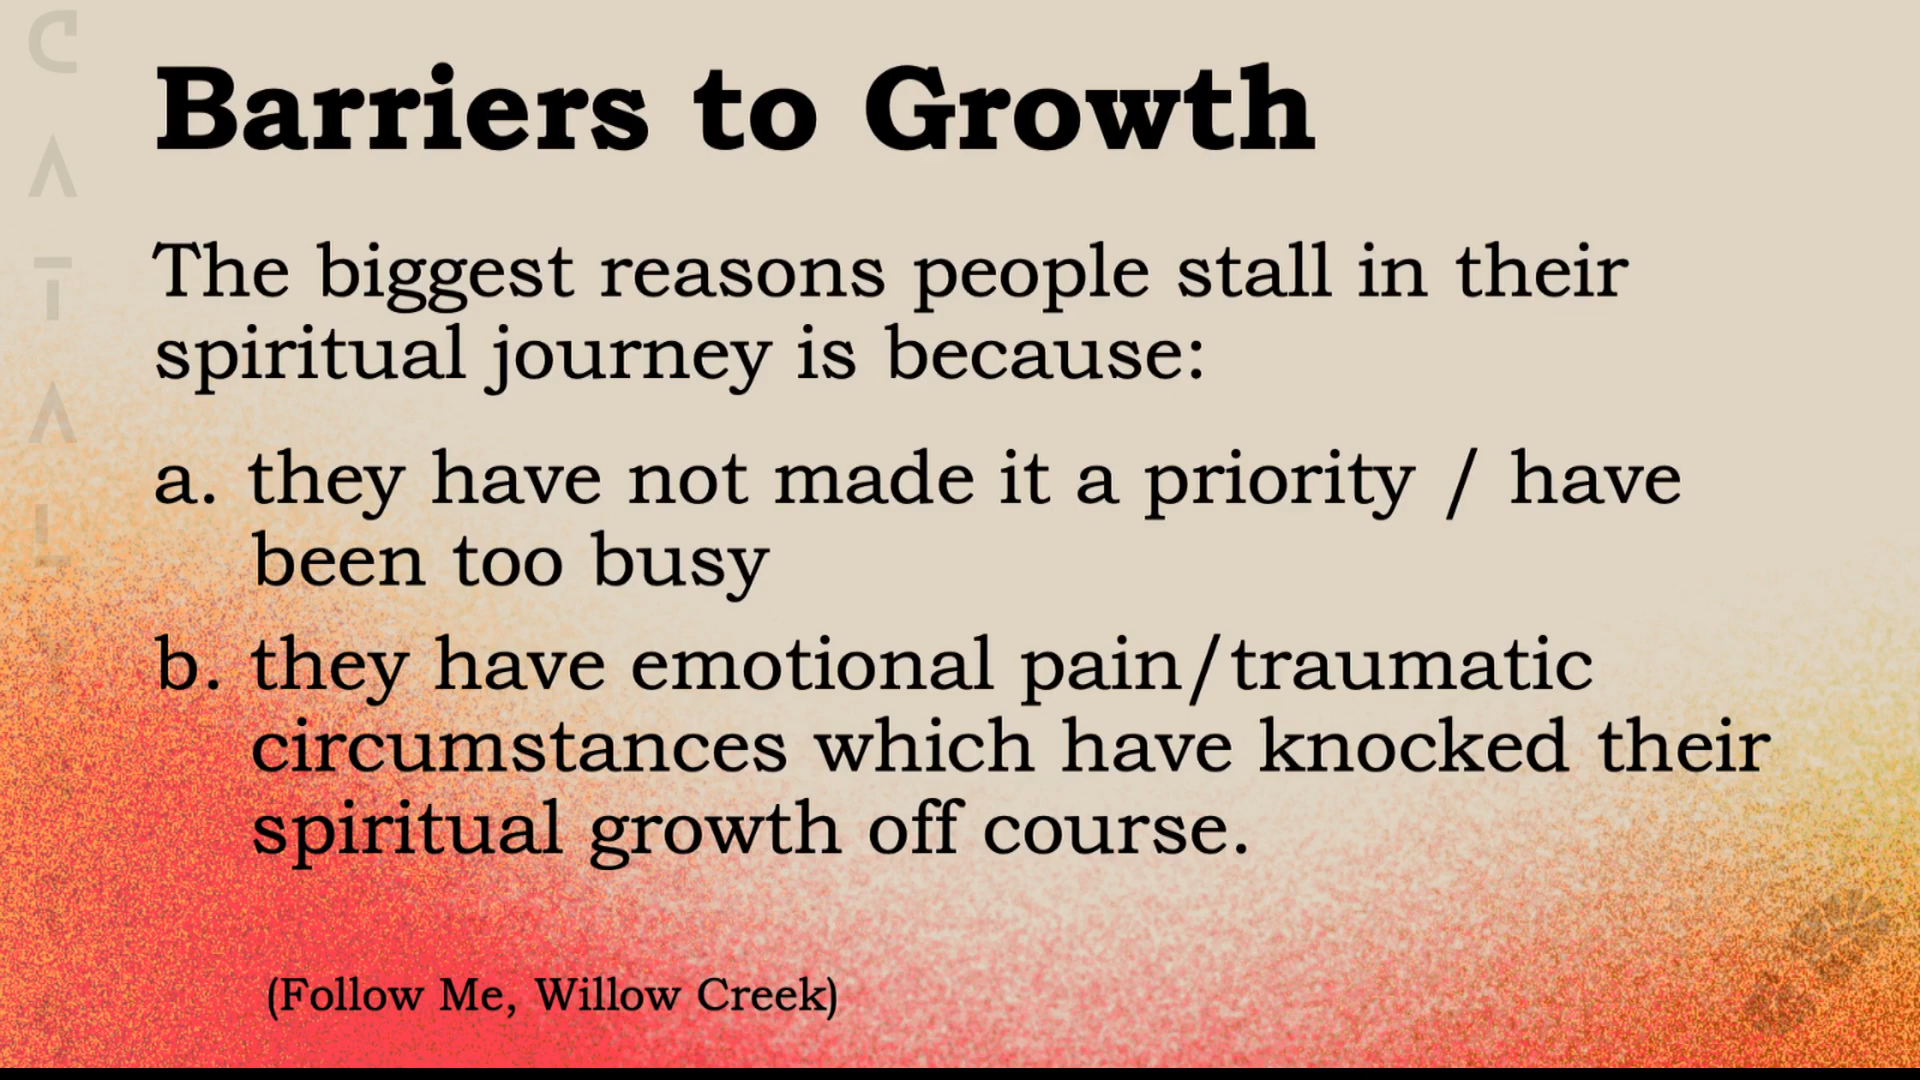 Barriers to Growth
The biggest reasons people stall in their
spiritual journey is because:
a. they have not made it a priority / have
been too busy
b. they have emotional pain/traumatic
circumstances which have knocked their
spiritual growth off course.
(Follow Me, Willow Creek)
CATAL